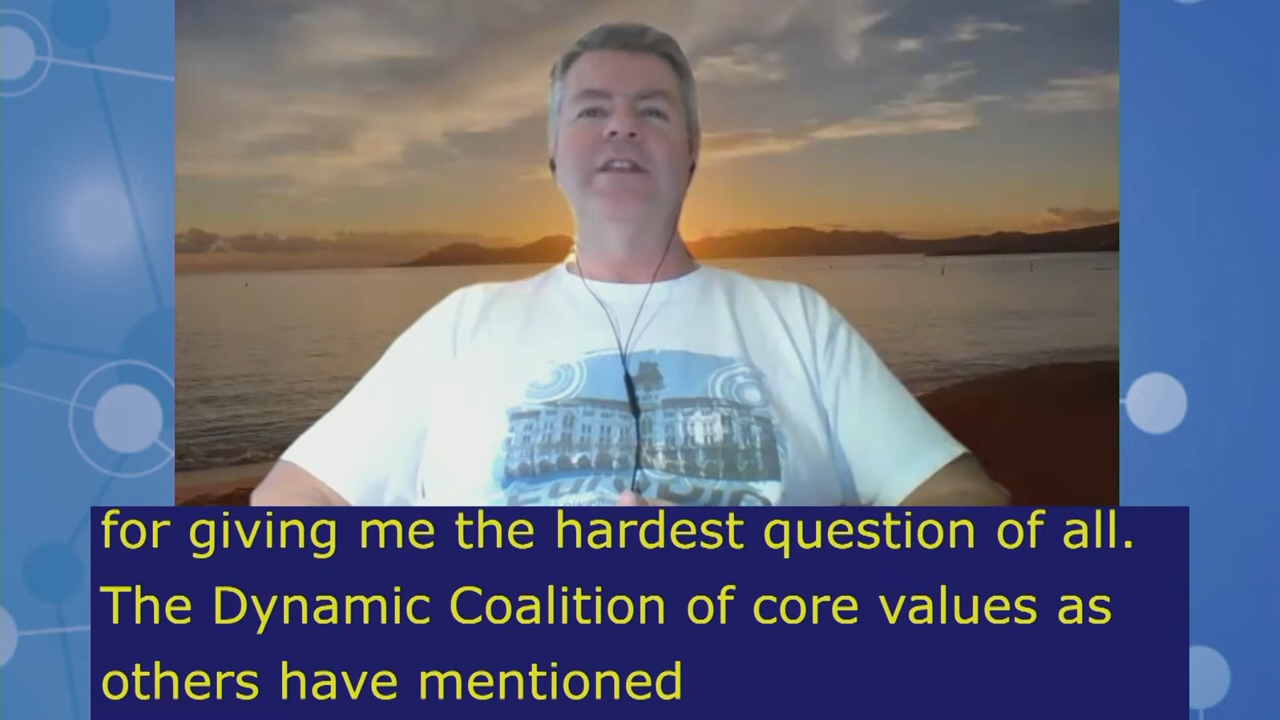 for giving me the hardest question of all.
The Dynamic Coalition of core values as
others have mentioned